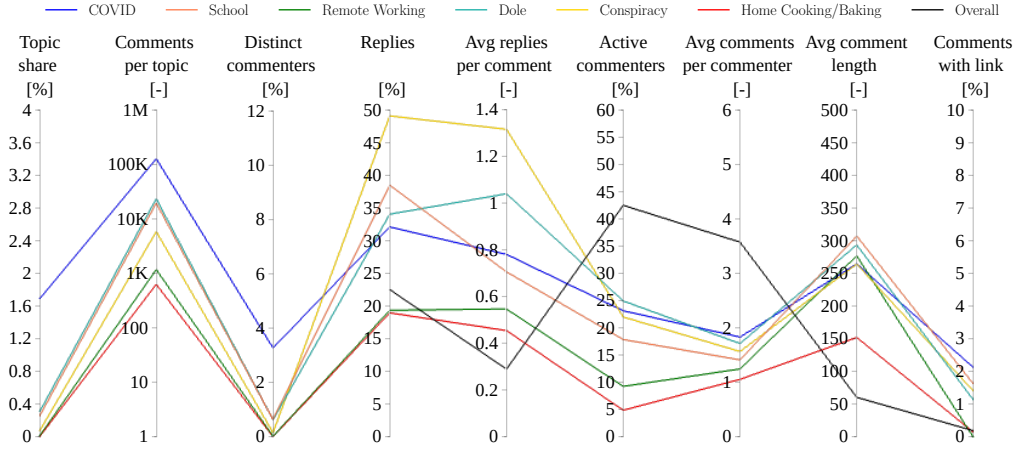 COVID School Remote Working Dole Conspiracy Home Cooking/Baking Overall
Topic share [%]
Comments per topic [-]
Distinct commenters [%]
Replies [%]
Avg replies per comment [-]
Active commenters [%]
Avg comments per commenter [-]
Avg comment length [-]
Comments with link [%]
4 3.6 3.2 2.8 2.4 2 1.6 1.2 0.8 0.4 0
1M 100K 10K 1K 100 10 1
12 10 8 6 4 2 0
50 45 40 35 30 25 20 15 10 5 0
1.4 1.2 1 0.8 0.6 0.4 0.2 0
60 55 50 45 40 35 30 25 20 15 10 5 0
6 5 4 3 2 1 0
500 450 400 350 300 250 200 150 100 50 0
10 9 8 7 6 5 4 3 2 1 0